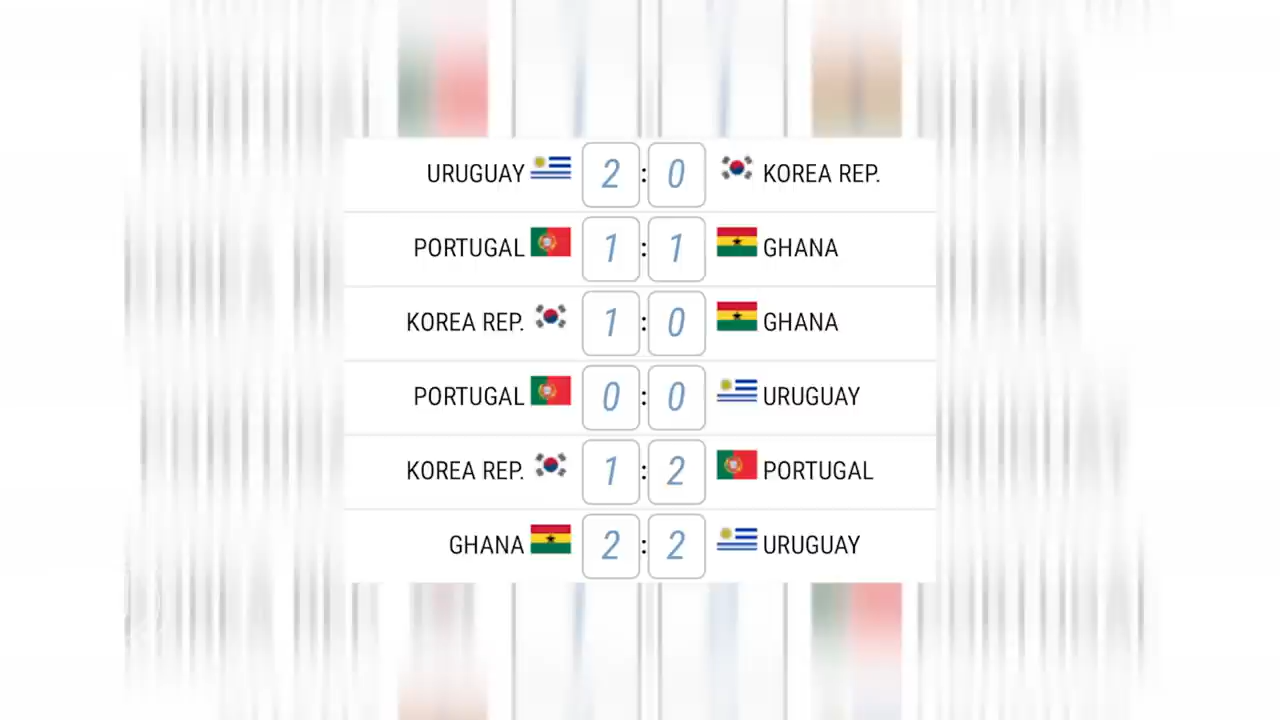 URUGUAY 2 : 0 KOREA REP.
PORTUGAL 1 : 1 GHANA
KOREA REP. 1 : 0 GHANA
PORTUGAL 0 : 0 URUGUAY
KOREA REP. 1 : 2 PORTUGAL
GHANA 2 : 2 URUGUAY